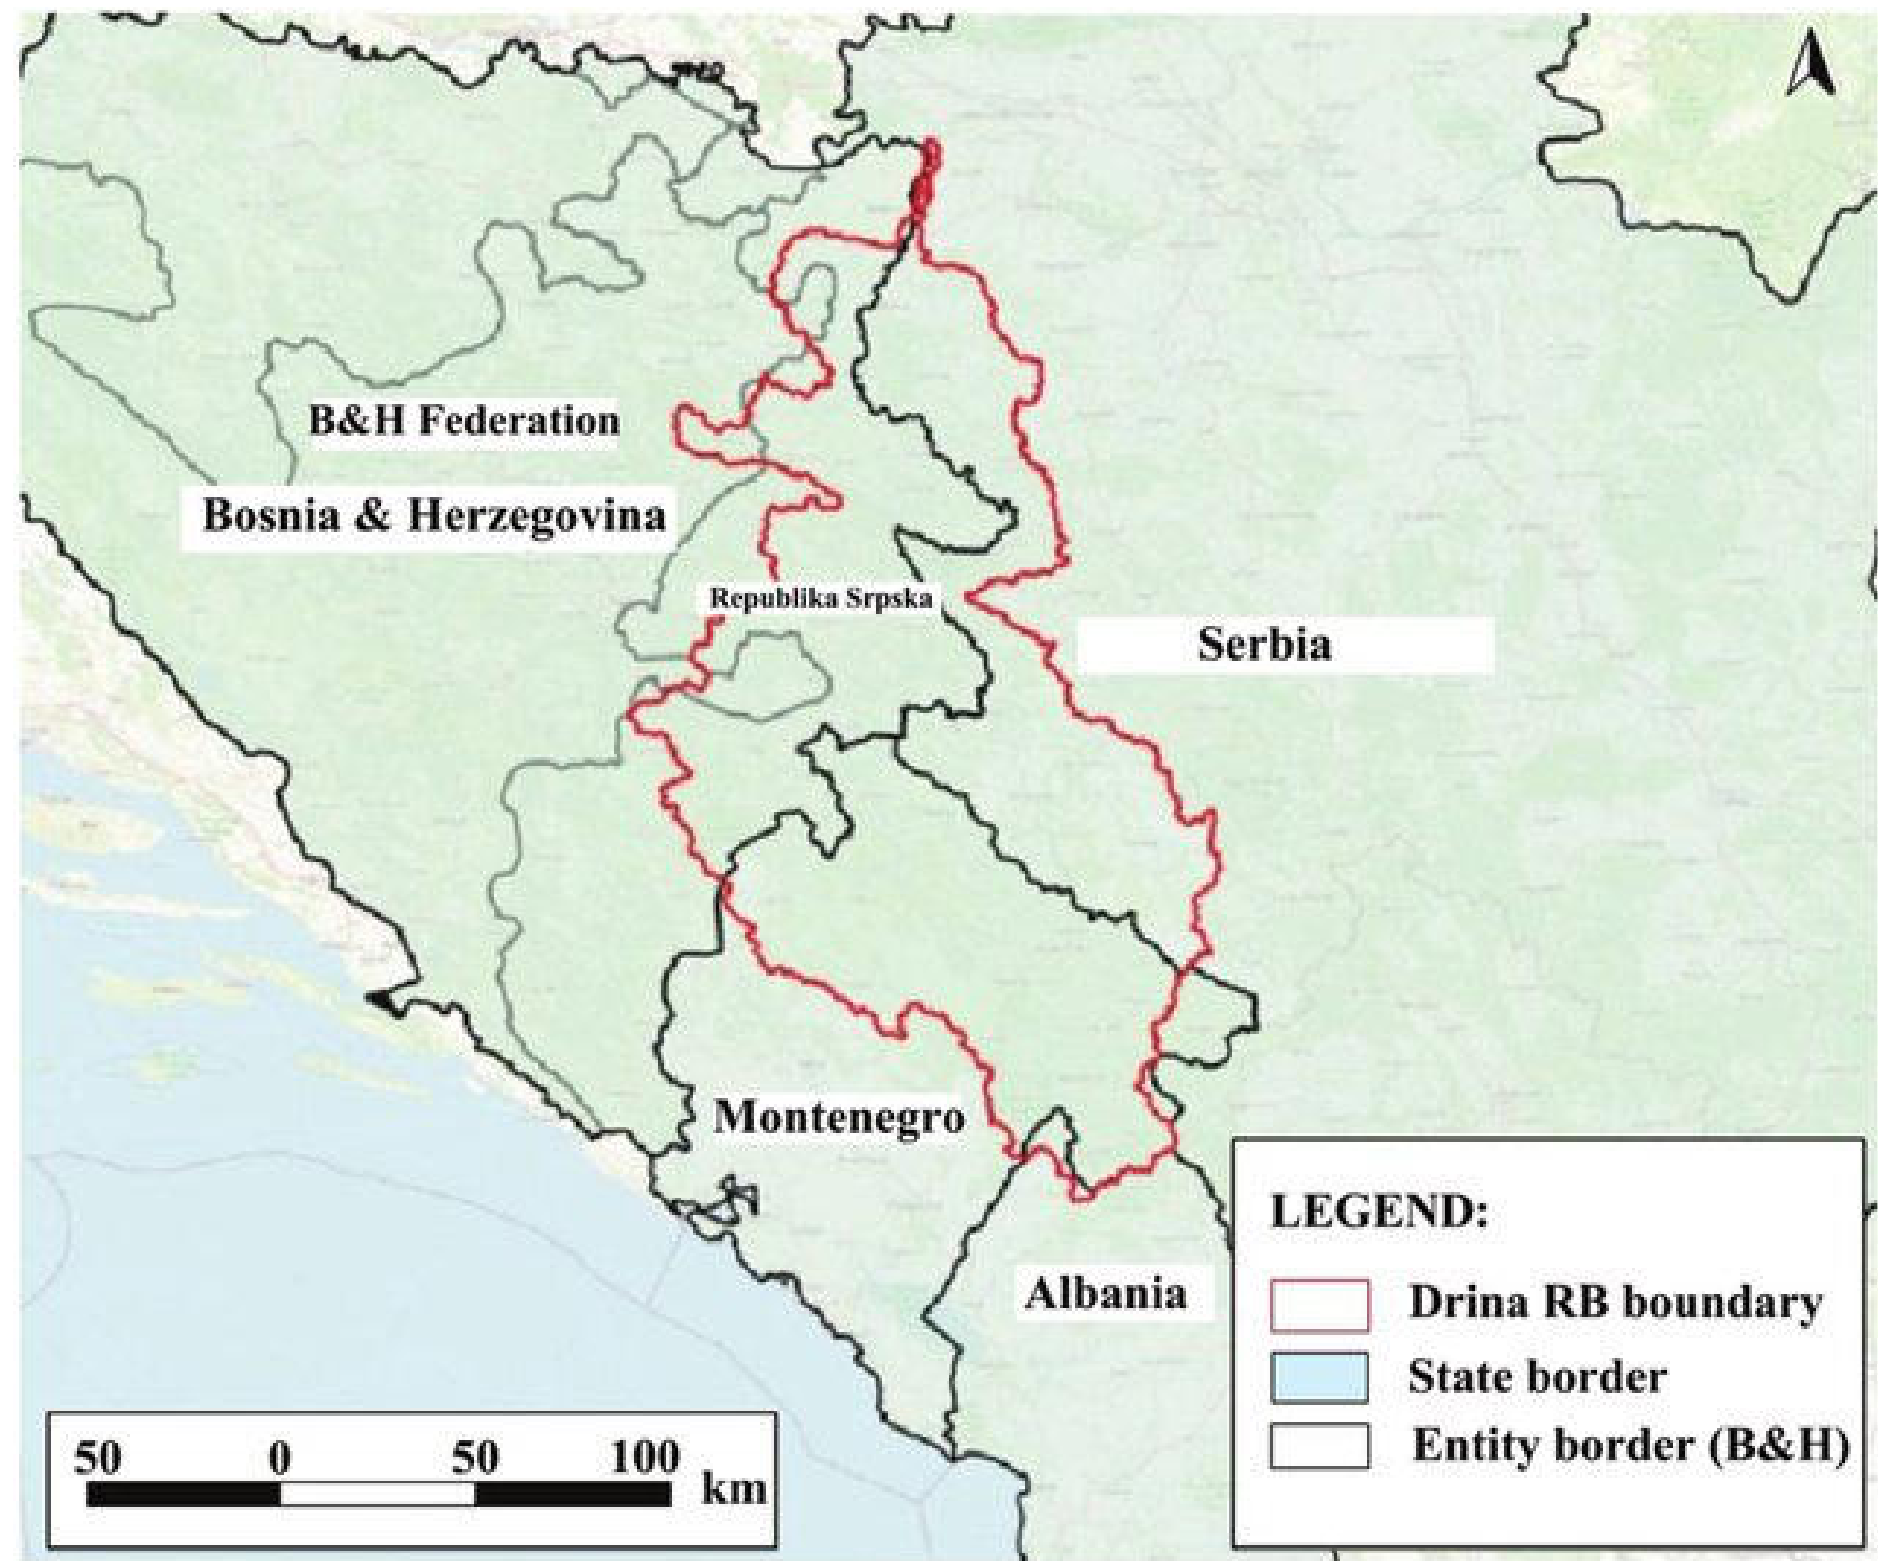 B&H Federation
Bosnia & Herzegovina
Republika Srpska
Serbia
Montenegro
Albania
LEGEND:
Drina RB boundary
State border
Entity border (B&H)
50 0 50 100 km